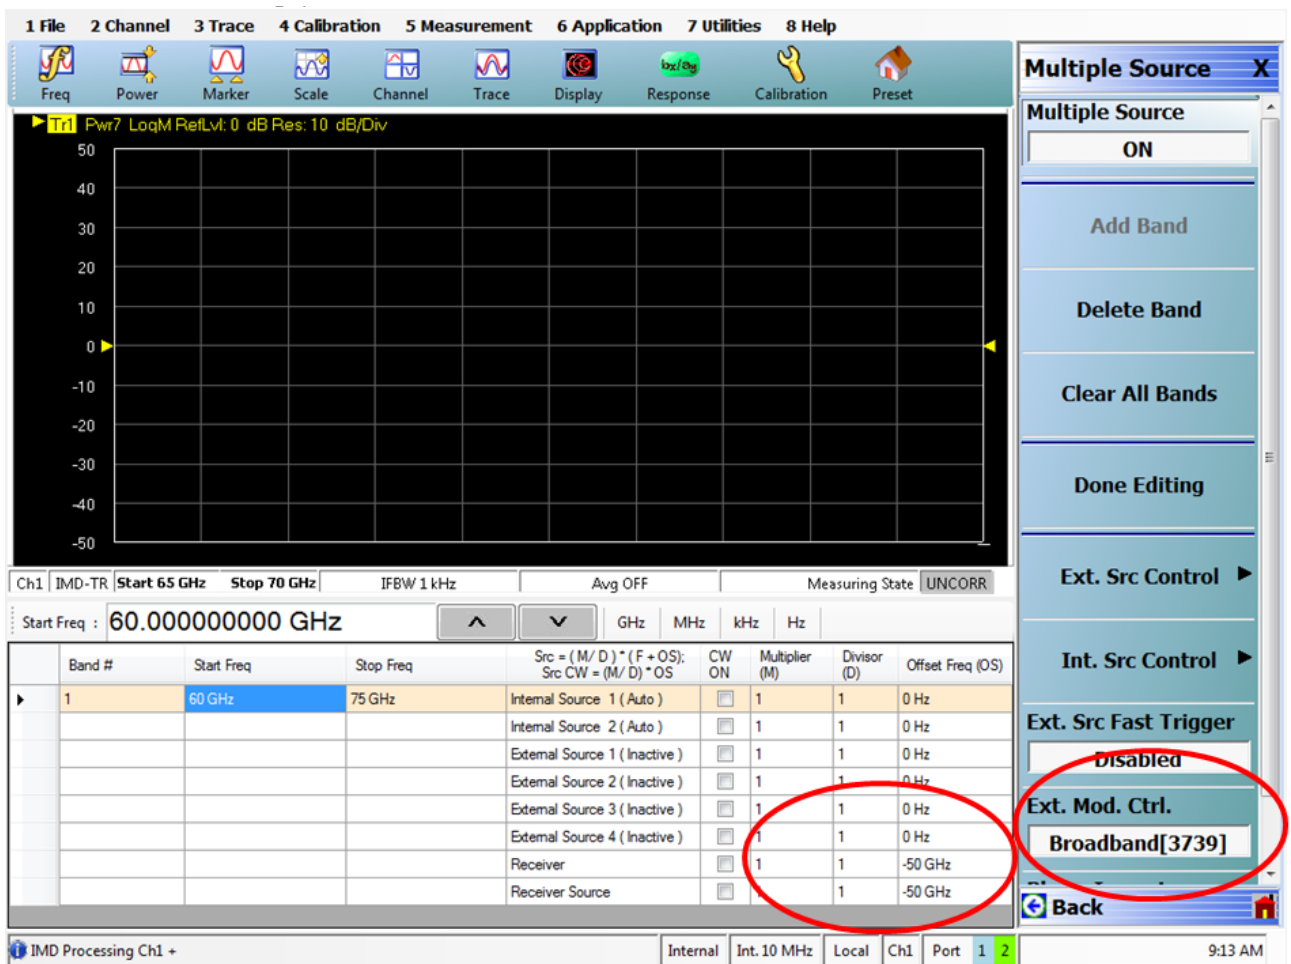 1 File 2 Channel 3 Trace 4 Calibration 5 Measurement 6 Application 7 Utilities 8 Help
Freq Power Marker Scale Channel Trace Display bx/ay Response Calibration Preset
Tr1 Pwr7 LogM RefLvl: 0 dB Res: 10 dB/Div
50
40
30
20
10
0
-10
-20
-30
-40
-50
Ch1 IMD-TR Start 65 GHz Stop 70 GHz IFBW 1 kHz Avg OFF Measuring State UNCORR
Start Freq : 60.000000000 GHz GHz MHz kHz Hz
Band # Start Freq Stop Freq Src = ( M/ D ) * ( F + OS); CW Multiplier Divisor Offset Freq (OS)
Src CW = (M/ D) * OS ON (M) (D)
1 60 GHz 75 GHz Internal Source 1 ( Auto ) 1 1 0 Hz
Internal Source 2 ( Auto ) 1 1 0 Hz
External Source 1 ( Inactive ) 1 1 0 Hz
External Source 2 ( Inactive ) 1 1 0 Hz
External Source 3 ( Inactive ) 1 1 0 Hz
External Source 4 ( Inactive ) 1 1 0 Hz
Receiver 1 1 -50 GHz
Receiver Source 1 1 -50 GHz
IMD Processing Ch1 + Internal Int. 10 MHz Local Ch1 Port 1 2 9:13 AM
Multiple Source X
Multiple Source
ON
Add Band
Delete Band
Clear All Bands
Done Editing
Ext. Src Control
Int. Src Control
Ext. Src Fast Trigger
Disabled
Ext. Mod. Ctrl.
Broadband[3739]
Back